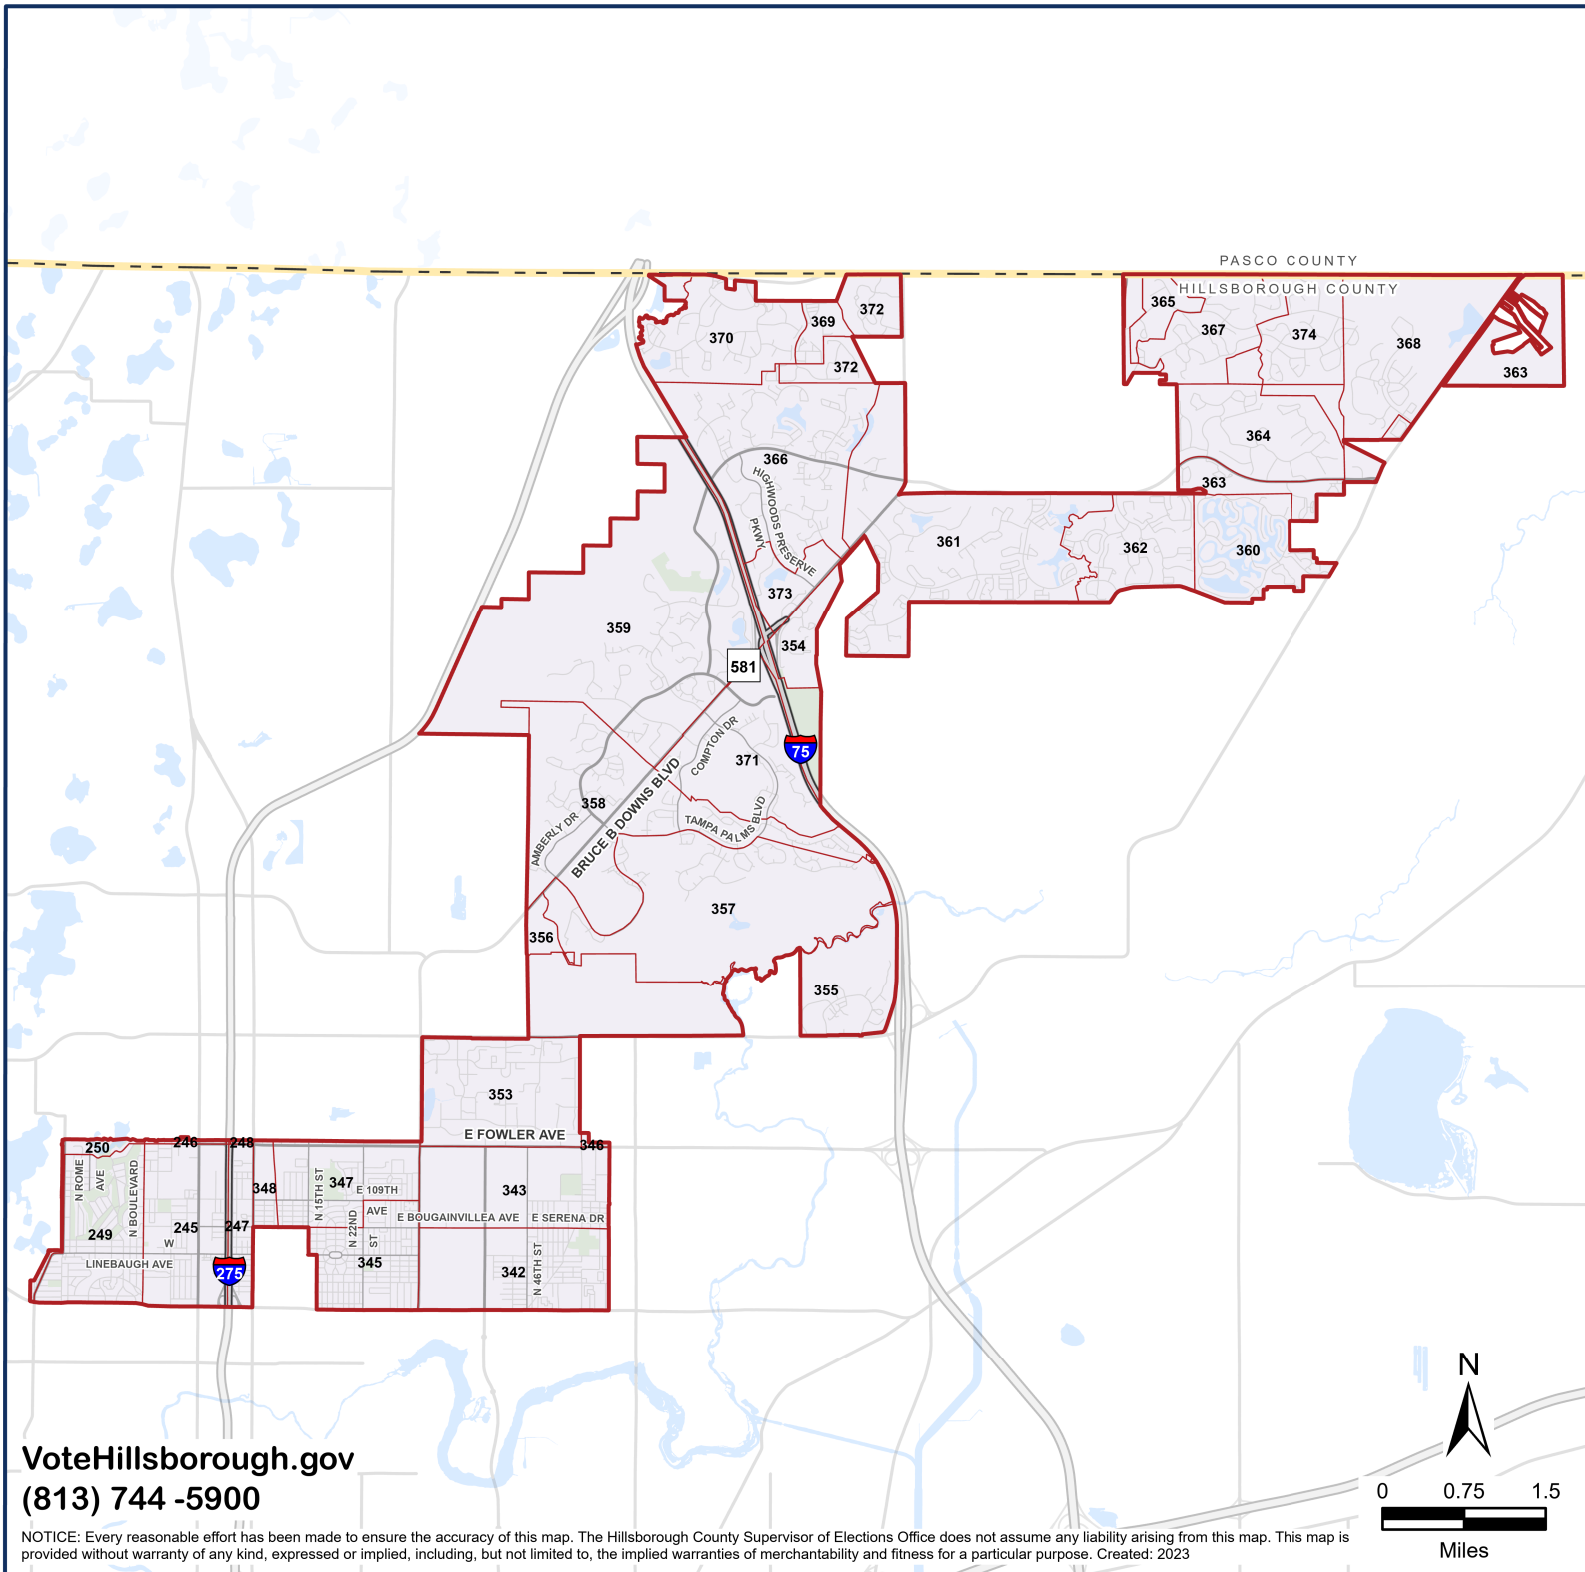 PASCO COUNTY
HILLSBOROUGH COUNTY
365
367
374
368
363
372
369
370
372
364
363
366
HIGHWOODS PRESERVE
PKWY
361
362
360
373
359
354
581
COMPTON DR
371
75
358
AMBERLY DR
BRUCE B DOWNS BLVD
TAMPA PALMS BLVD
357
356
355
353
E FOWLER AVE
346
250
246
248
N ROME
AVE
N BOULEVARD
348
N 15TH ST
347
E 109TH
AVE
343
249
245
247
N 22ND
ST
E BOUGAINVILLEA AVE
E SERENA DR
W
LINEBAUGH AVE
275
345
342
N 46TH ST
N
VoteHillsborough.gov
(813) 744 -5900
0 0.75 1.5
Miles
NOTICE: Every reasonable effort has been made to ensure the accuracy of this map. The Hillsborough County Supervisor of Elections Office does not assume any liability arising from this map. This map is
provided without warranty of any kind, expressed or implied, including, but not limited to, the implied warranties of merchantability and fitness for a particular purpose. Created: 2023